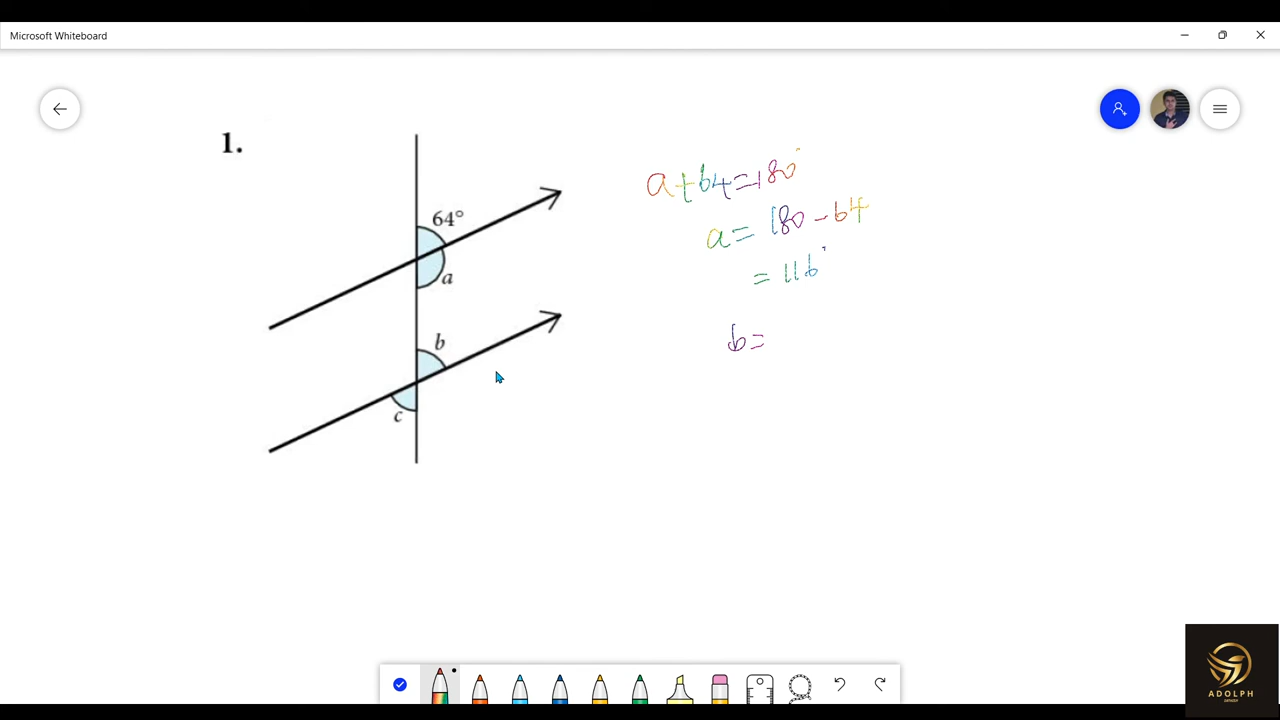 Microsoft Whiteboard
1.
64°
a
b
c
a+64=180°
a= 180-64
= 116°
b=
ADOLPH